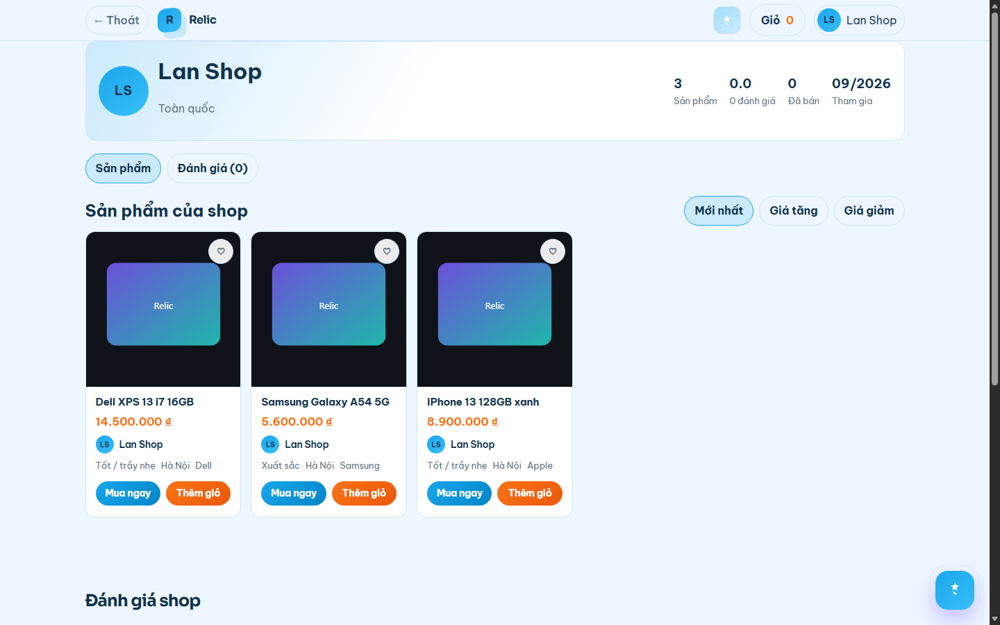 ← Thoát
R Relic
Giỏ 0
LS Lan Shop
LS
Lan Shop
Toàn quốc
3 0.0 0 09/2026
Sản phẩm 0 đánh giá Đã bán Tham gia
Sản phẩm Đánh giá (0)
Sản phẩm của shop
Mới nhất Giá tăng Giá giảm
Relic Relic Relic
Dell XPS 13 i7 16GB
14.500.000 ₫
LS Lan Shop
Tốt / trầy nhẹ Hà Nội Dell
Mua ngay Thêm giỏ
Samsung Galaxy A54 5G
5.600.000 ₫
LS Lan Shop
Xuất sắc Hà Nội Samsung
Mua ngay Thêm giỏ
iPhone 13 128GB xanh
8.900.000 ₫
LS Lan Shop
Tốt / trầy nhẹ Hà Nội Apple
Mua ngay Thêm giỏ
Đánh giá shop